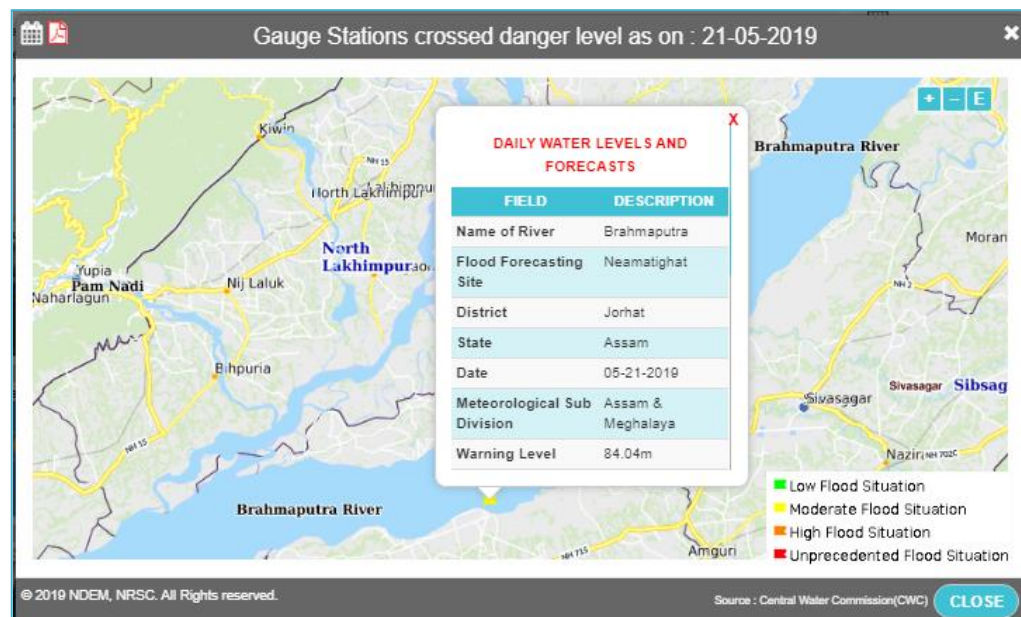 Gauge Stations crossed danger level as on : 21-05-2019
×
+ – E
Kiwin
NH 15
North Lakhimpur
North
Lakhimpur
Yupia
Pam Nadi
Naharlagun
Nij Laluk
Bihpuria
NH 15
Brahmaputra River
X
DAILY WATER LEVELS AND
FORECASTS
FIELD DESCRIPTION
Name of River Brahmaputra
Flood Forecasting Neamatighat
Site
District Jorhat
State Assam
Date 05-21-2019
Meteorological Sub Assam &
Division Meghalaya
Warning Level 84.04m
Brahmaputra River
Moran
NH 2
Sivasagar Sibsag
Sivasagar
Nazira NH 702C
NH 715
Amguri
Low Flood Situation
Moderate Flood Situation
High Flood Situation
Unprecedented Flood Situation
© 2019 NDEM, NRSC. All Rights reserved.
Source : Central Water Commission(CWC) CLOSE